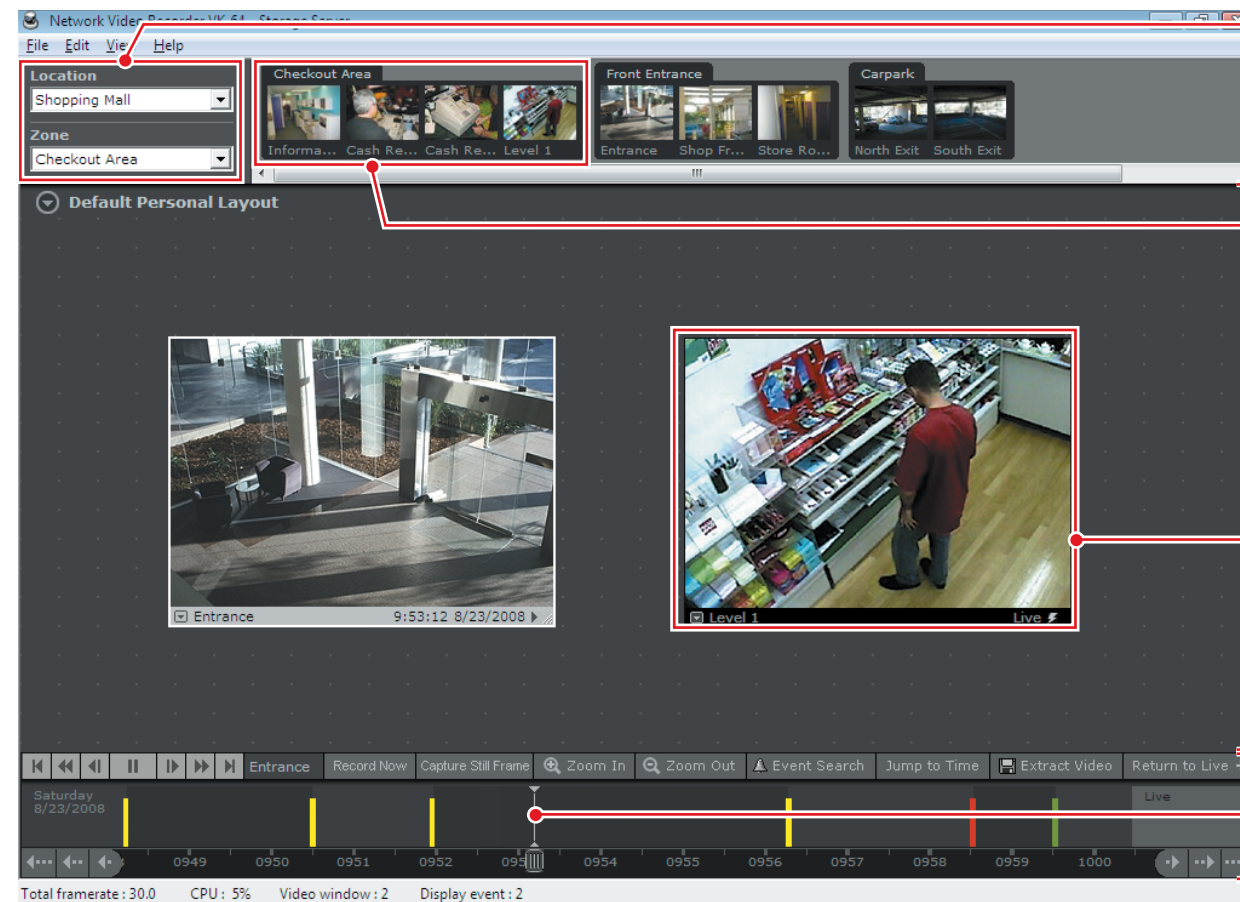 Network Video Recorder VK-64 - Storage Server
File Edit View Help
Location
Shopping Mall
Zone
Checkout Area
Checkout Area
Informa... Cash Re... Cash Re... Level 1
Front Entrance
Entrance Shop Fr... Store Ro...
Carpark
North Exit South Exit
Default Personal Layout
Entrance 9:53:12 8/23/2008
Level 1 Live
Entrance Record Now Capture Still Frame Zoom In Zoom Out Event Search Jump to Time Extract Video Return to Live
Saturday
8/23/2008
Live
0949 0950 0951 0952 095 0954 0955 0956 0957 0958 0959 1000
Total framerate : 30.0 CPU : 5% Video window : 2 Display event : 2